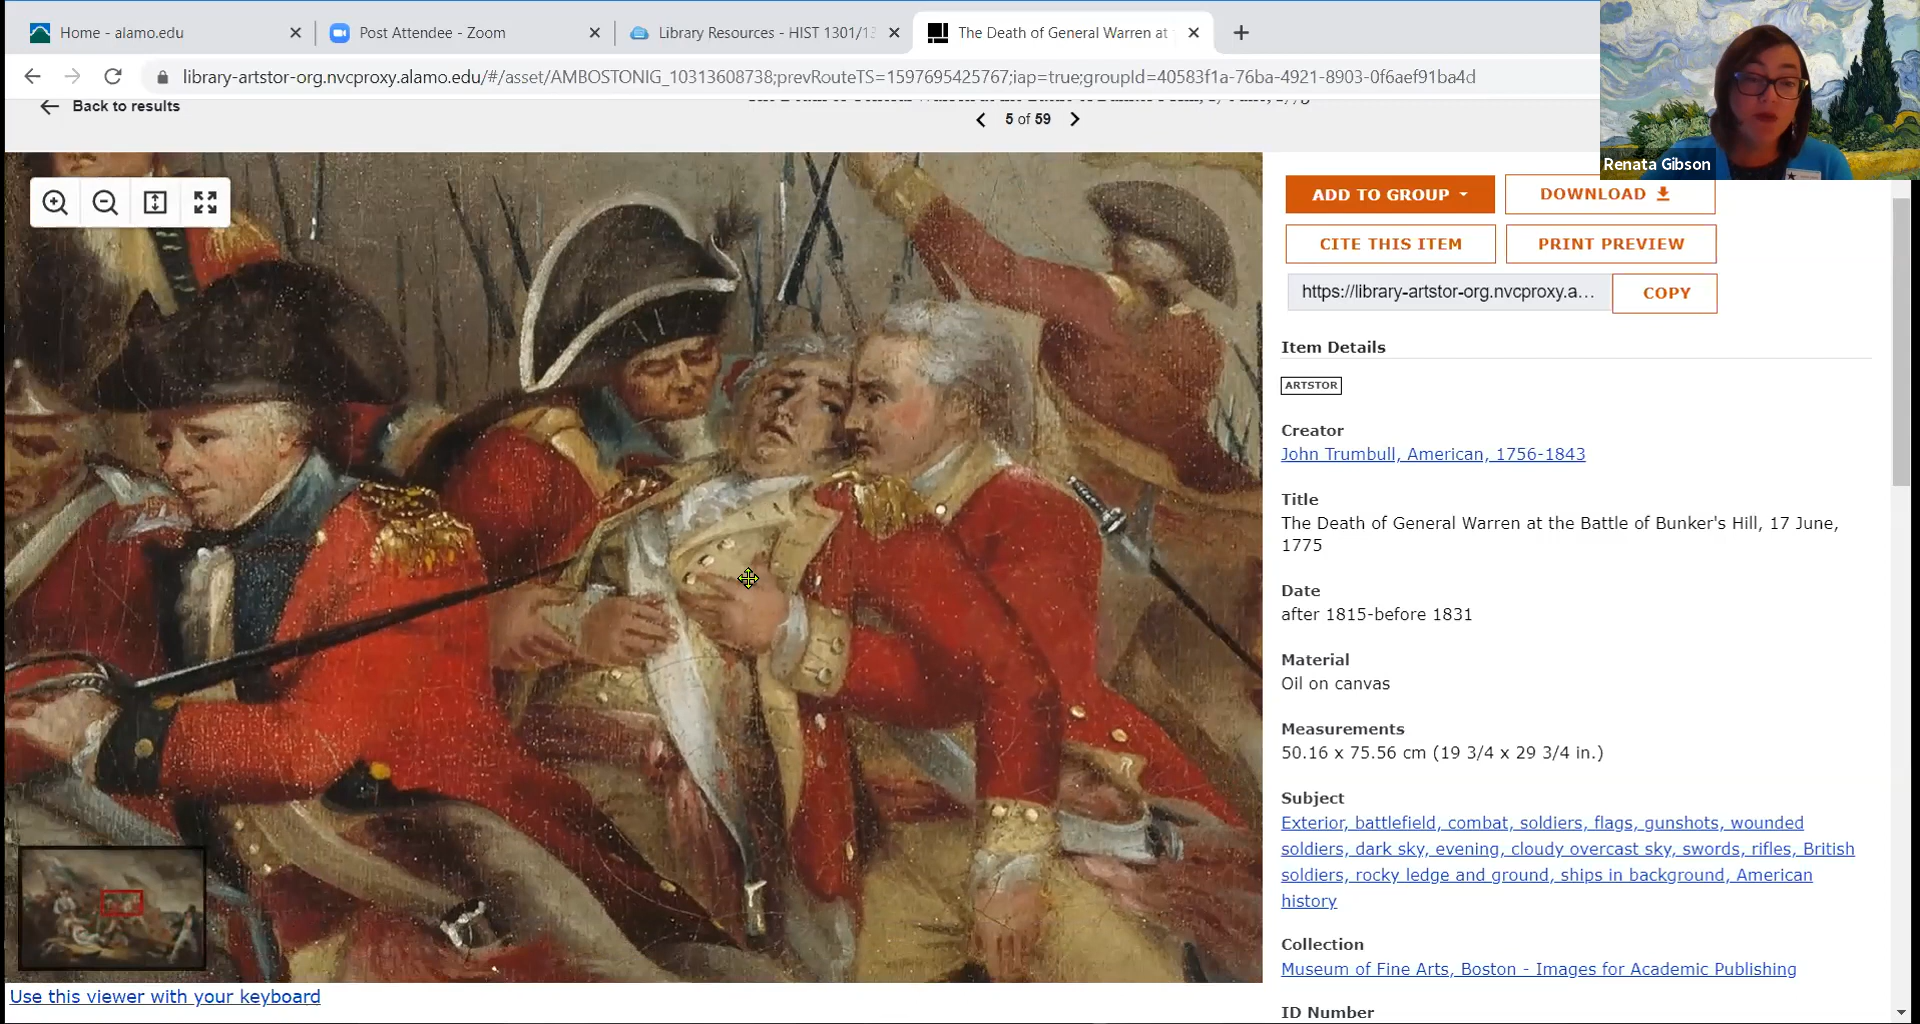 Home - alamo.edu
Post Attendee - Zoom
Library Resources - HIST 1301/13
The Death of General Warren at
library-artstor-org.nvcproxy.alamo.edu/#/asset/AMBOSTONIG_10313608738;prevRouteTS=1597695425767;iap=true;groupId=40583f1a-76ba-4921-8903-0f6aef91ba4d
Back to results
5 of 59
Renata Gibson
ADD TO GROUP
DOWNLOAD
CITE THIS ITEM
PRINT PREVIEW
https://library-artstor-org.nvcproxy.a...
COPY
Item Details
ARTSTOR
Creator
John Trumbull, American, 1756-1843
Title
The Death of General Warren at the Battle of Bunker's Hill, 17 June,
1775
Date
after 1815-before 1831
Material
Oil on canvas
Measurements
50.16 x 75.56 cm (19 3/4 x 29 3/4 in.)
Subject
Exterior, battlefield, combat, soldiers, flags, gunshots, wounded
soldiers, dark sky, evening, cloudy overcast sky, swords, rifles, British
soldiers, rocky ledge and ground, ships in background, American
history
Collection
Museum of Fine Arts, Boston - Images for Academic Publishing
ID Number
Use this viewer with your keyboard